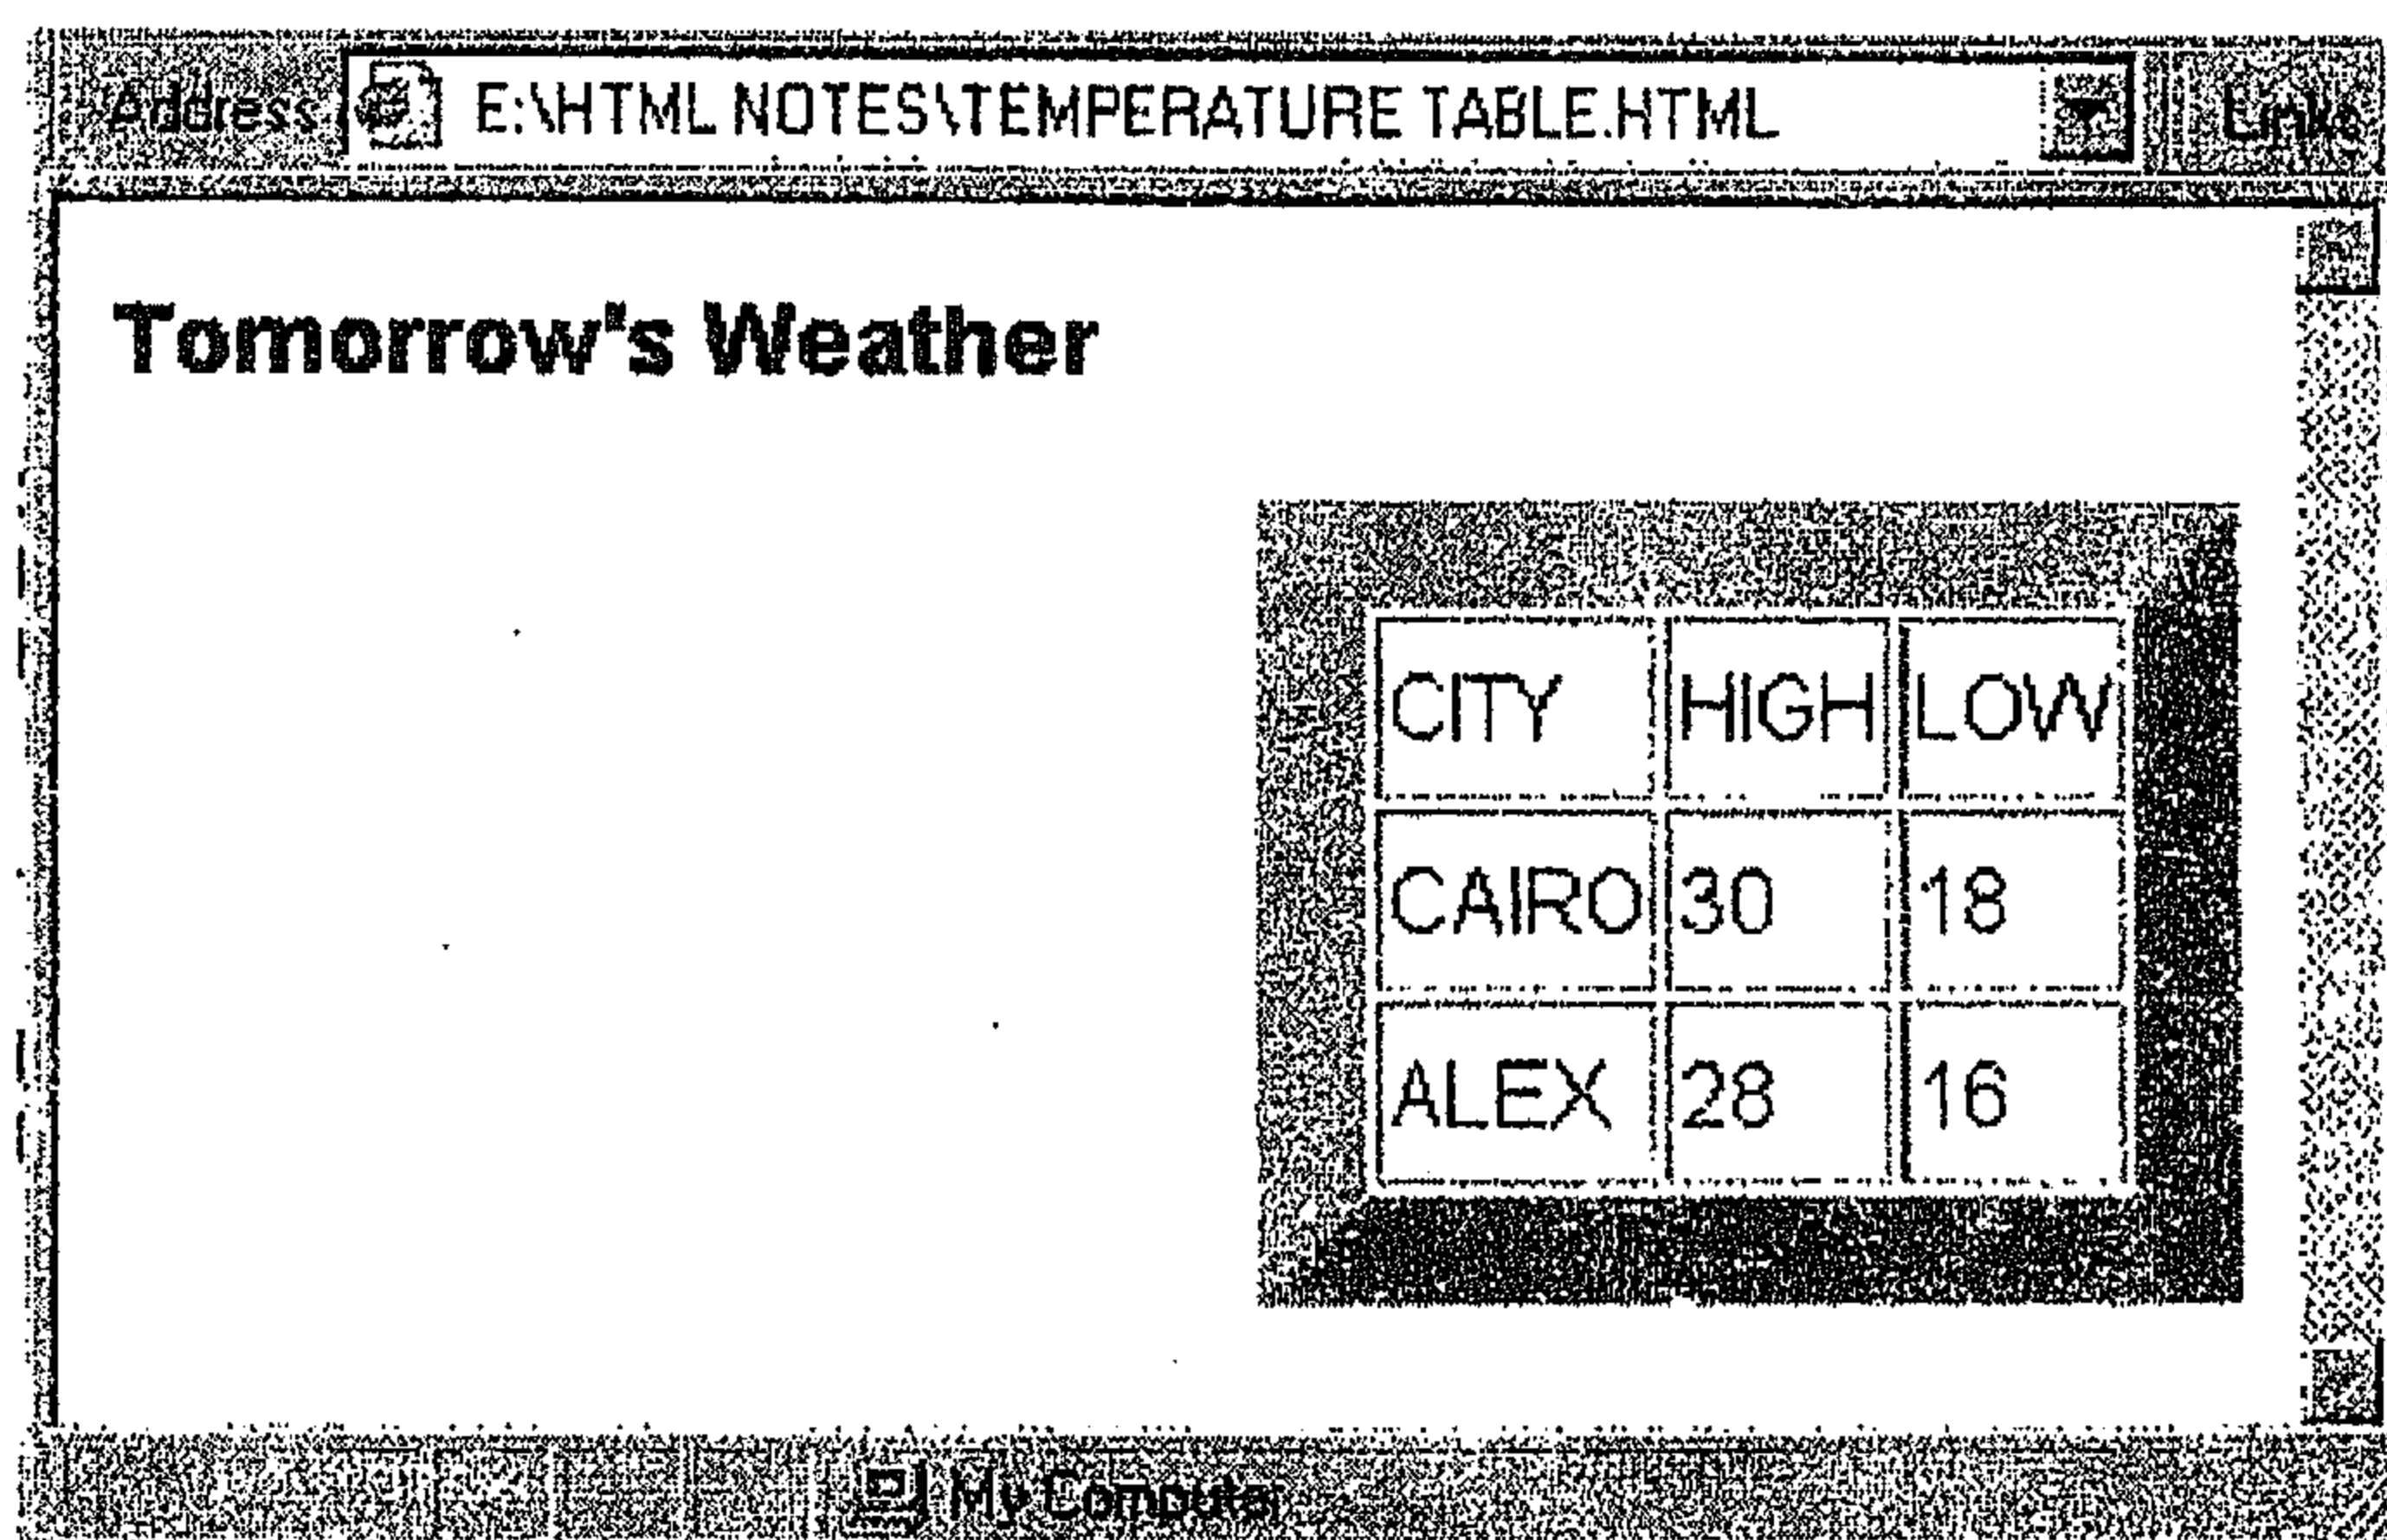 Address E:\HTML NOTES\TEMPERATURE TABLE.HTML Links
Tomorrow's Weather
CITY HIGH LOW
CAIRO 30 18
ALEX 28 16
My Computer